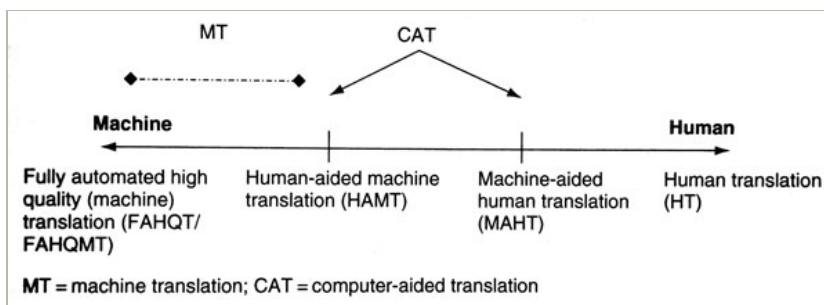 MT
CAT
Machine
Human
Fully automated high
quality (machine)
translation (FAHQT/
FAHQMT)
Human-aided machine
translation (HAMT)
Machine-aided
human translation
(MAHT)
Human translation
(HT)
MT = machine translation; CAT = computer-aided translation